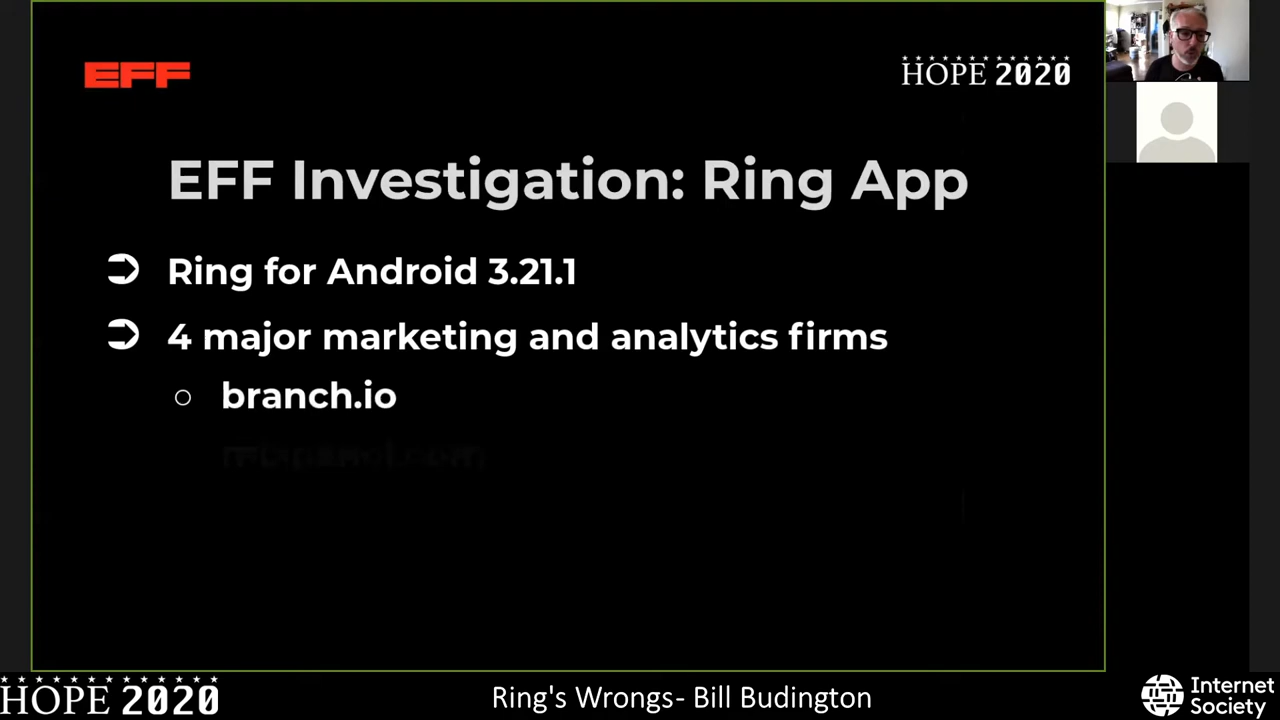 EFF
HOPE 2020
EFF Investigation: Ring App
➲ Ring for Android 3.21.1
➲ 4 major marketing and analytics firms
○ branch.io
HOPE 2020
Ring's Wrongs- Bill Budington
Internet
Society